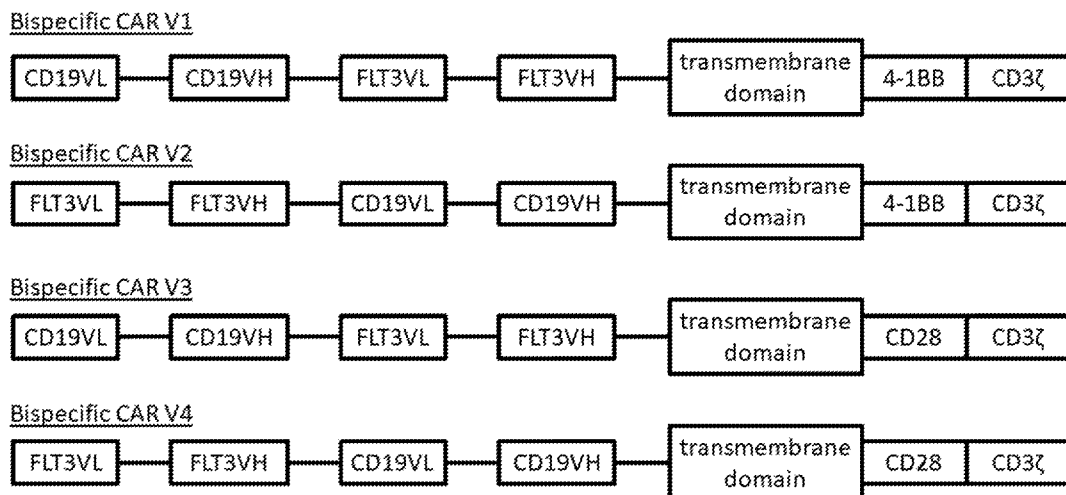 Bispecific CAR V1
CD19VL CD19VH FLT3VL FLT3VH transmembrane domain 4-1BB CD3ζ
Bispecific CAR V2
FLT3VL FLT3VH CD19VL CD19VH transmembrane domain 4-1BB CD3ζ
Bispecific CAR V3
CD19VL CD19VH FLT3VL FLT3VH transmembrane domain CD28 CD3ζ
Bispecific CAR V4
FLT3VL FLT3VH CD19VL CD19VH transmembrane domain CD28 CD3ζ